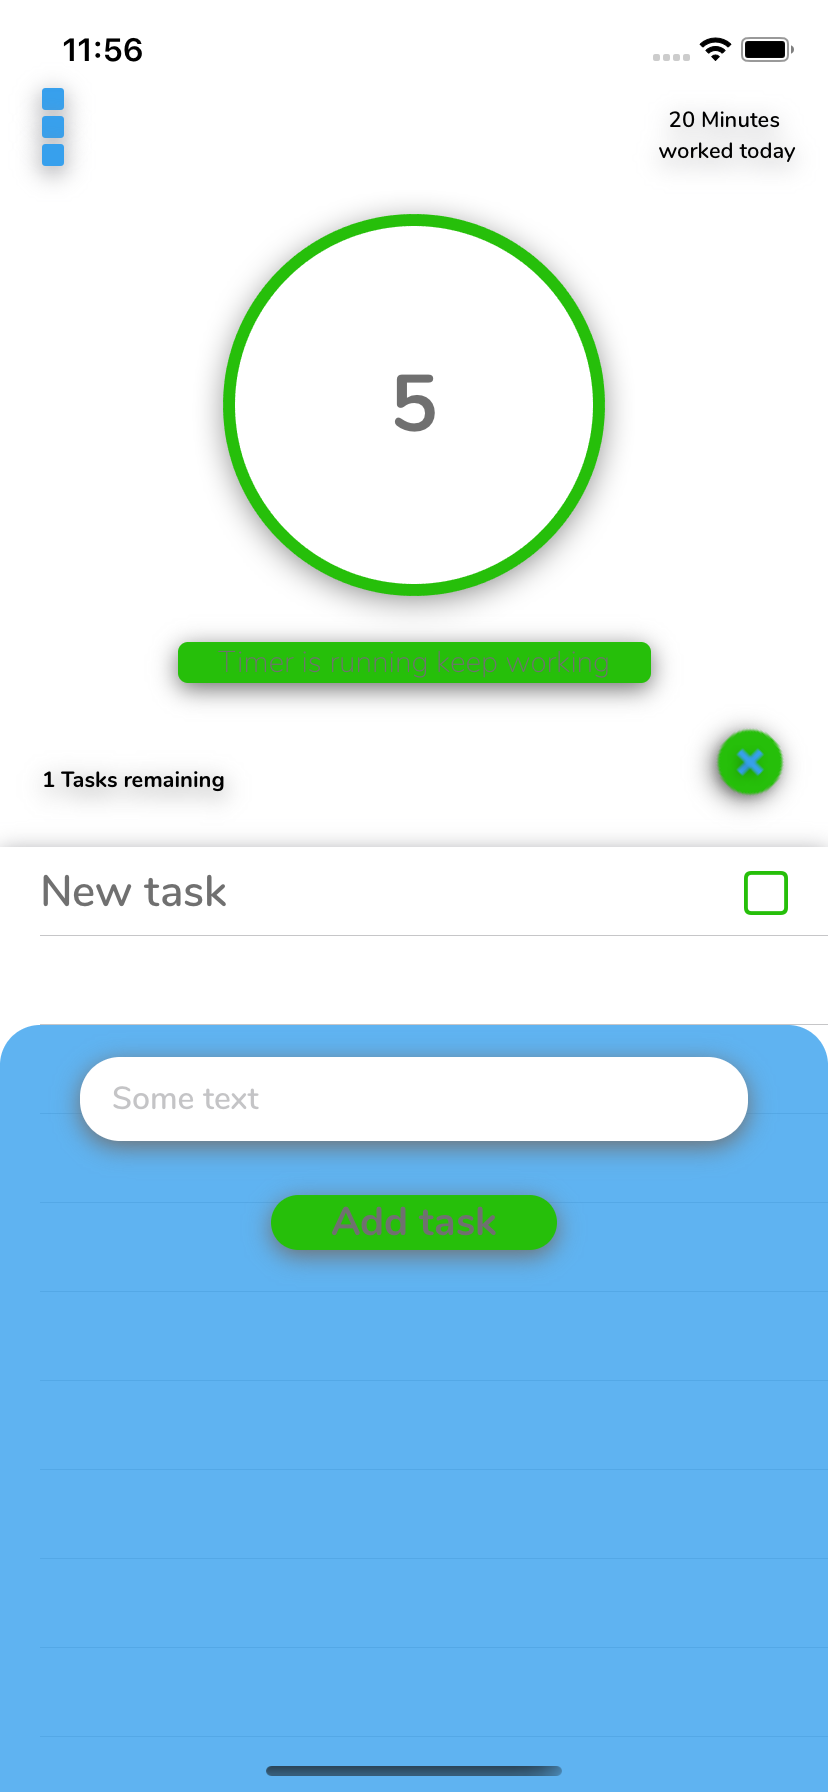 11:56
20 Minutes
worked today
5
Timer is running keep working
1 Tasks remaining
New task
Some text
Add task